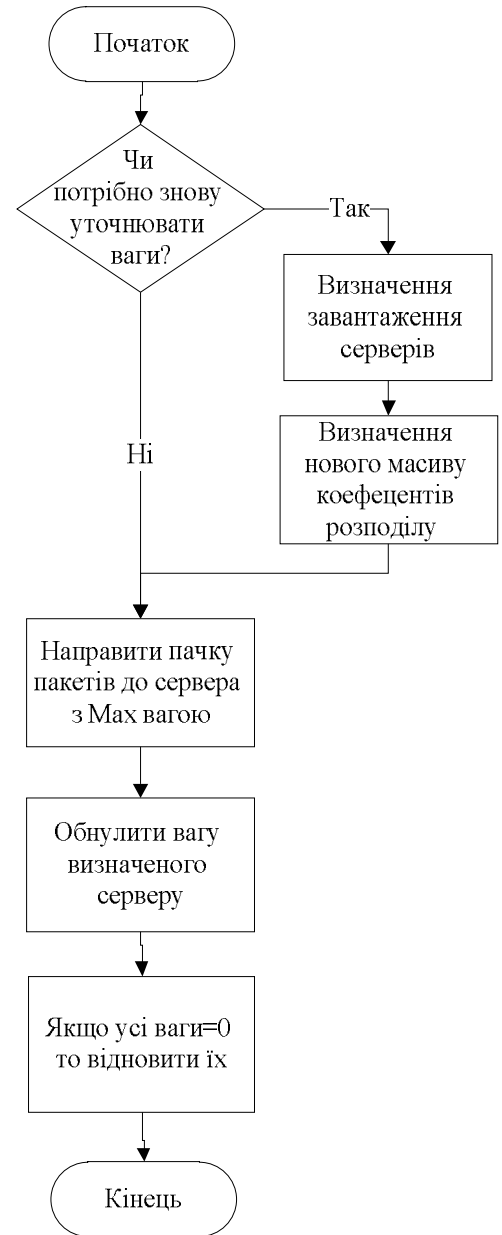 Початок
Чи
потрібно знову
уточнювати
ваги?
Так
Визначення
завантаження
серверів
Визначення
нового масиву
коефецентів
розподілу
Ні
Направити пачку
пакетів до сервера
з Max вагою
Обнулити вагу
визначеного
серверу
Якщо усі ваги=0
то відновити їх
Кінець